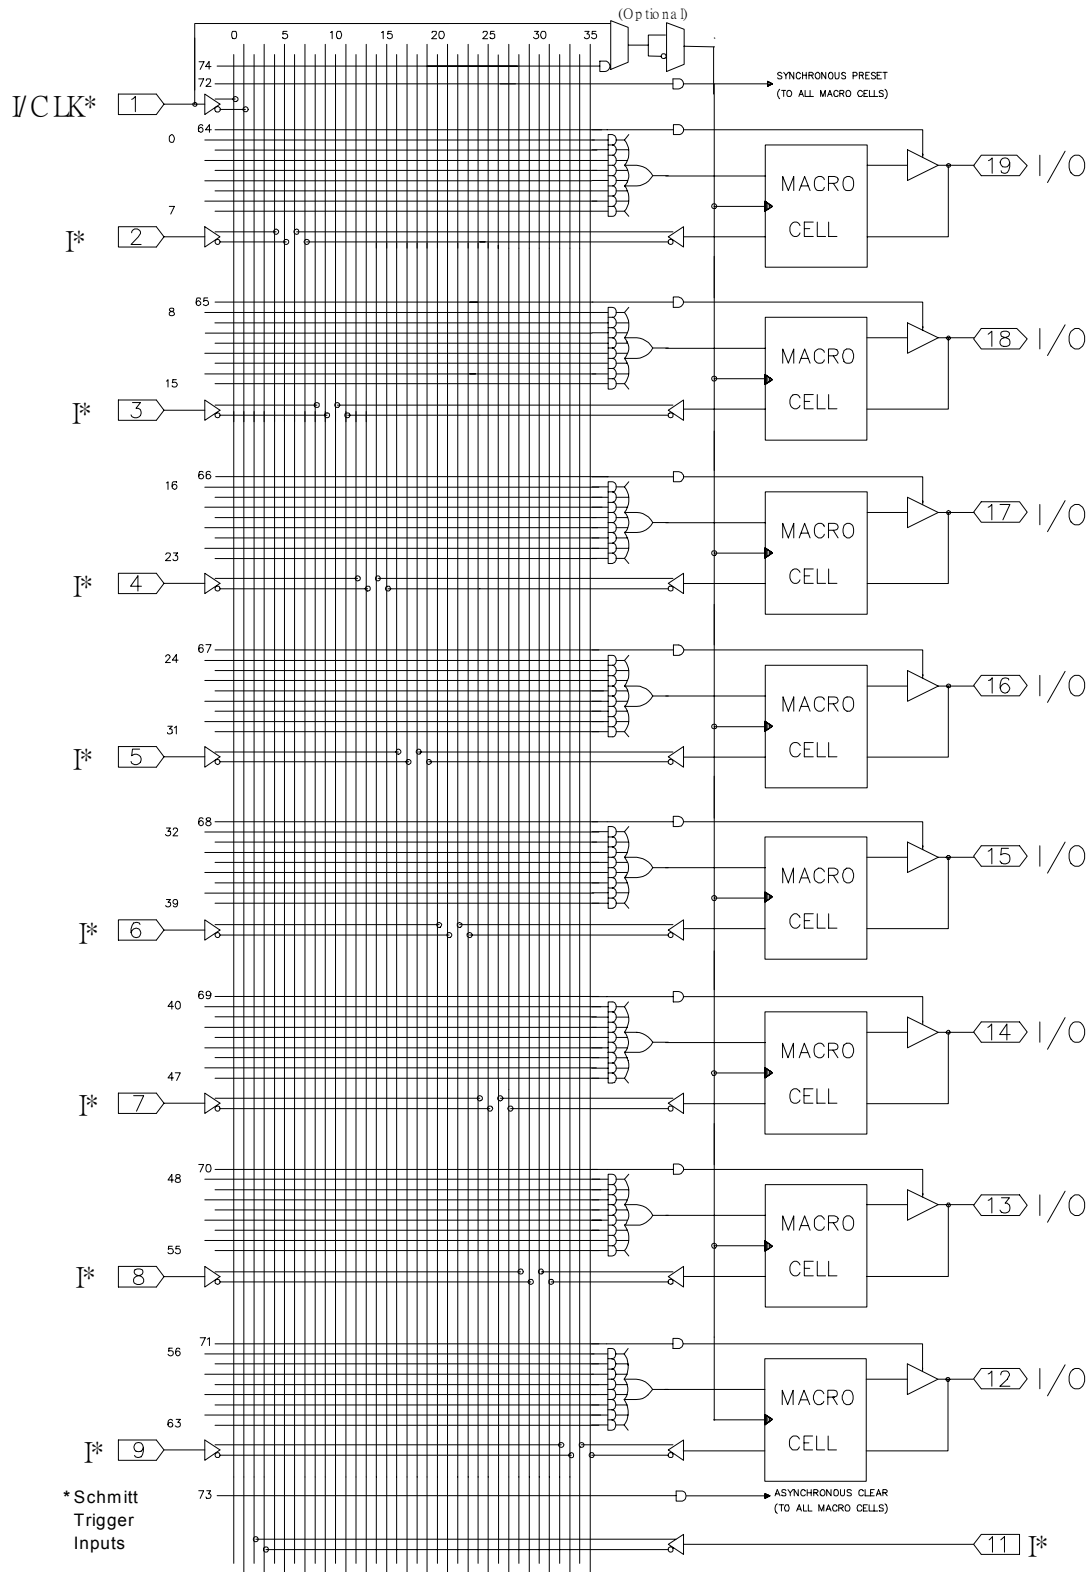 (Optional)
0 5 10 15 20 25 30 35
74
SYNCHRONOUS PRESET
72
(TO ALL MACRO CELLS)
I/CLK* 1
64
0
19 I/O
MACRO
7
CELL
I* 2
65
8
18 I/O
MACRO
15
CELL
I* 3
66
16
17 I/O
MACRO
23
CELL
I* 4
67
24
16 I/O
MACRO
31
CELL
I* 5
68
32
15 I/O
MACRO
39
CELL
I* 6
69
40
14 I/O
MACRO
47
CELL
I* 7
70
48
13 I/O
MACRO
55
CELL
I* 8
71
56
12 I/O
MACRO
63
CELL
I* 9
73
ASYNCHRONOUS CLEAR
(TO ALL MACRO CELLS)
* Schmitt
Trigger
Inputs
11 I*